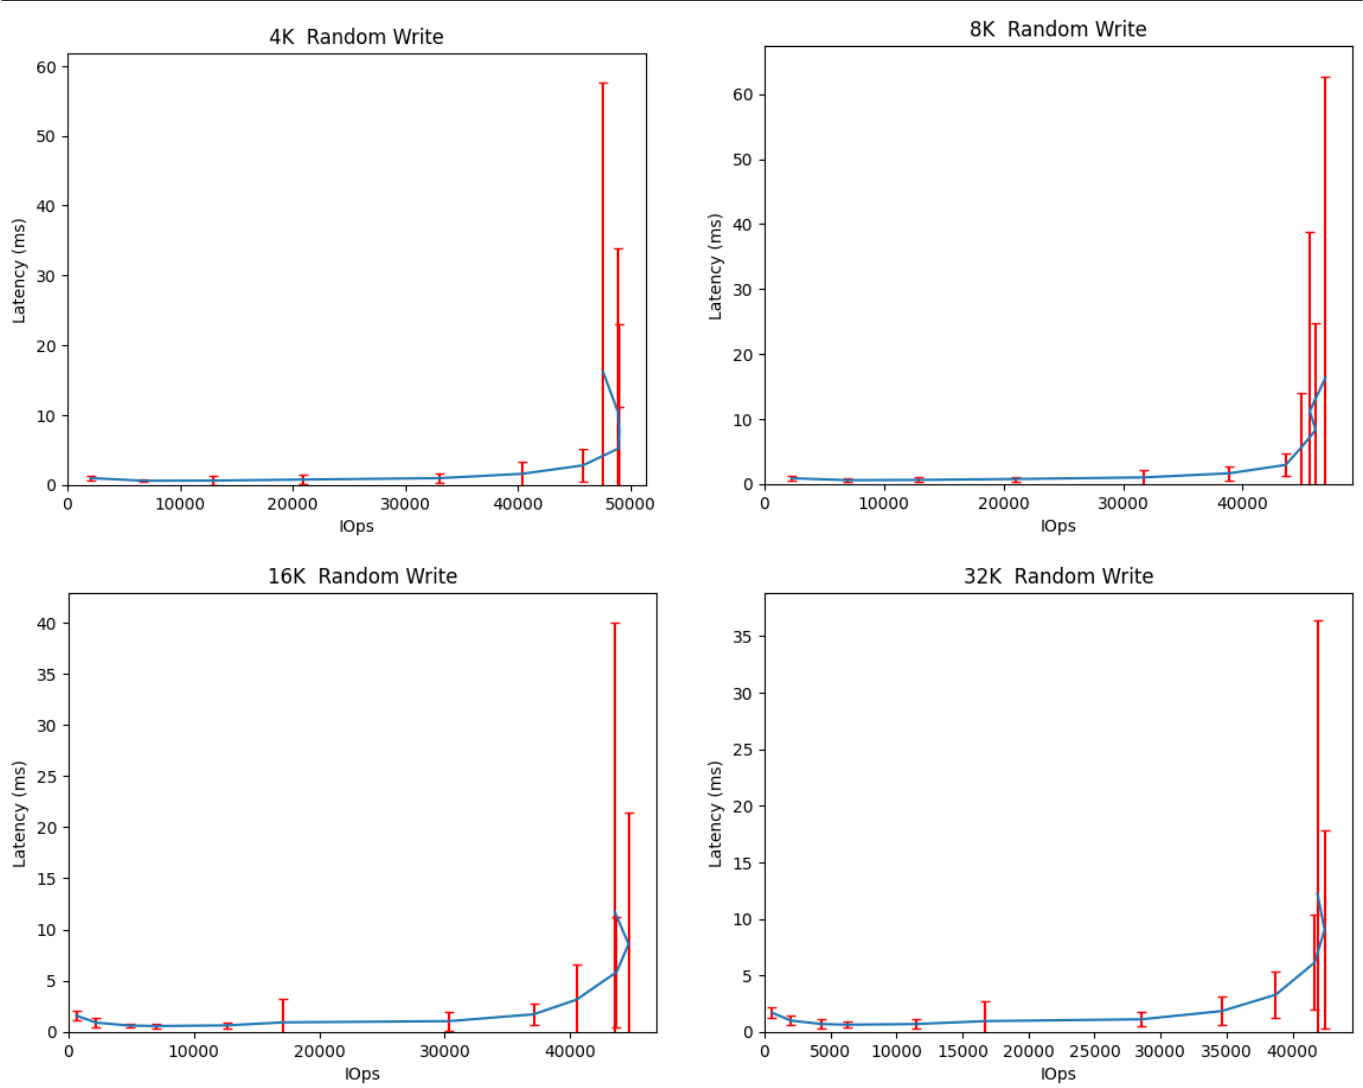 4K  Random Write
60
50
40
30
20
10
0
Latency (ms)
0 10000 20000 30000 40000 50000
IOps
8K  Random Write
60
50
40
30
20
10
0
Latency (ms)
0 10000 20000 30000 40000
IOps
16K  Random Write
40
35
30
25
20
15
10
5
0
Latency (ms)
0 10000 20000 30000 40000
IOps
32K  Random Write
35
30
25
20
15
10
5
0
Latency (ms)
0 5000 10000 15000 20000 25000 30000 35000 40000
IOps